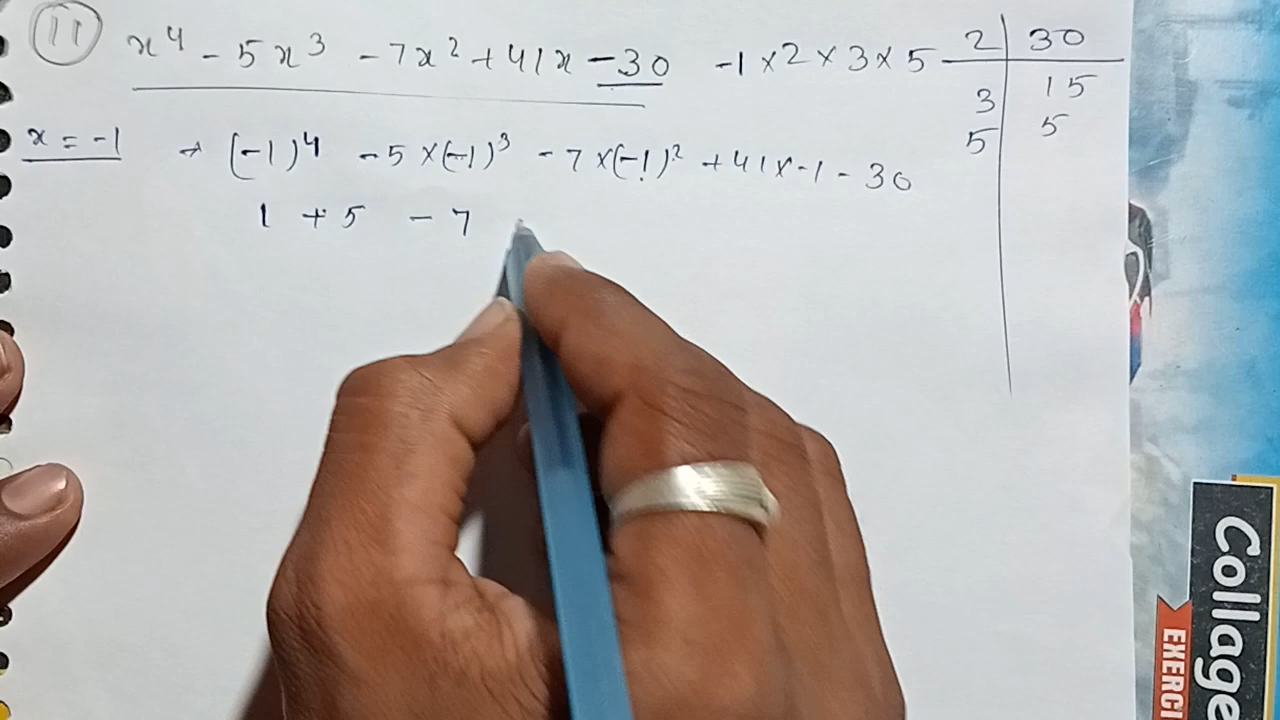 11 x⁴ - 5x³ - 7x² + 41x - 30 -1 × 2 × 3 × 5
2 | 30
3 | 15
5 | 5
x = -1 → (-1)⁴ - 5 × (-1)³ - 7 × (-1)² + 41 × -1 - 30
1 + 5 - 7
Collage
EXERCI